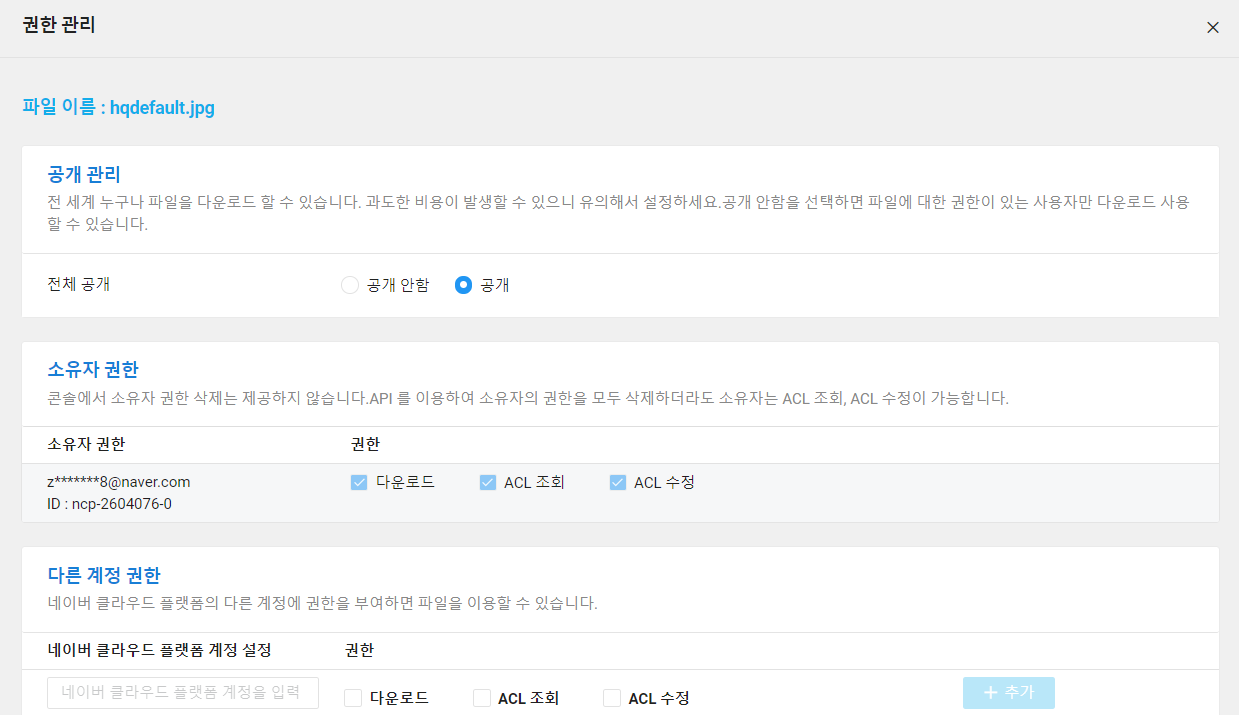 권한 관리
파일 이름 : hqdefault.jpg
공개 관리
전 세계 누구나 파일을 다운로드 할 수 있습니다. 과도한 비용이 발생할 수 있으니 유의해서 설정하세요.공개 안함을 선택하면 파일에 대한 권한이 있는 사용자만 다운로드 사용
할 수 있습니다.
전체 공개 공개 안함 공개
소유자 권한
콘솔에서 소유자 권한 삭제는 제공하지 않습니다.API 를 이용하여 소유자의 권한을 모두 삭제하더라도 소유자는 ACL 조회, ACL 수정이 가능합니다.
소유자 권한 권한
z*******8@naver.com 다운로드 ACL 조회 ACL 수정
ID : ncp-2604076-0
다른 계정 권한
네이버 클라우드 플랫폼의 다른 계정에 권한을 부여하면 파일을 이용할 수 있습니다.
네이버 클라우드 플랫폼 계정 설정 권한
네이버 클라우드 플랫폼 계정을 입력 다운로드 ACL 조회 ACL 수정 + 추가